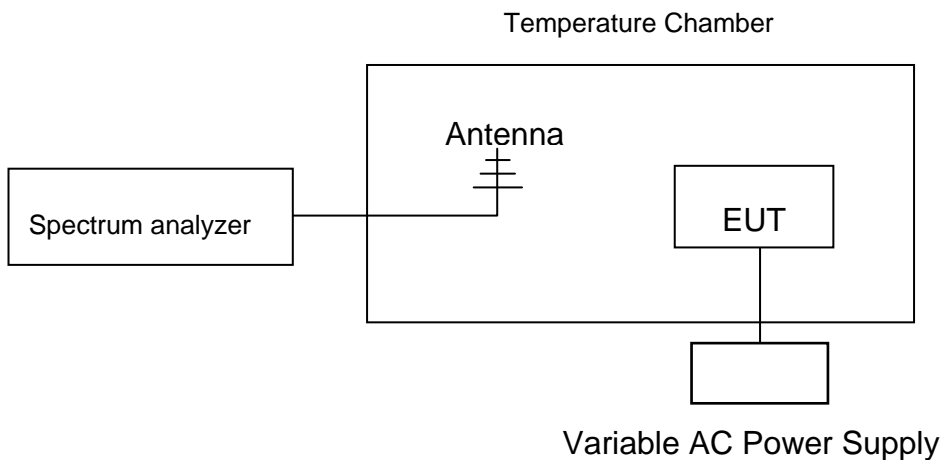 Temperature Chamber
Antenna
Spectrum analyzer
EUT
Variable AC Power Supply